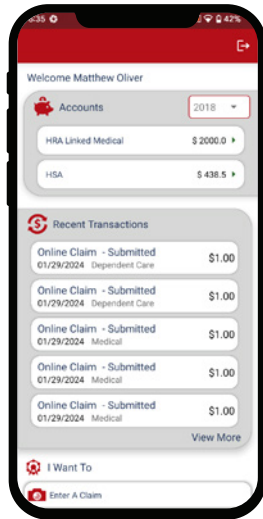 5:35 42%
Welcome Matthew Oliver
Accounts 2018
HRA Linked Medical $ 2000.0
HSA $ 438.5
Recent Transactions
Online Claim - Submitted
$1.00
01/29/2024 Dependent Care
Online Claim - Submitted
$1.00
01/29/2024 Dependent Care
Online Claim - Submitted
$1.00
01/29/2024 Medical
Online Claim - Submitted
$1.00
01/29/2024 Medical
Online Claim - Submitted
$1.00
01/29/2024 Medical
View More
I Want To
Enter A Claim